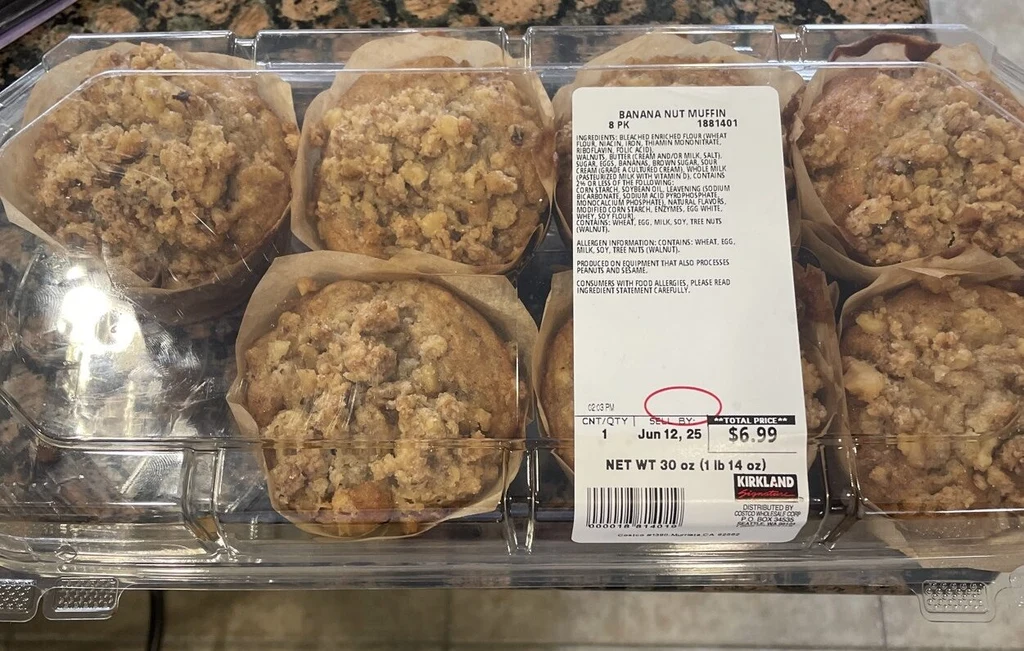 BANANA NUT MUFFIN
8 PK 1881401
INGREDIENTS: BLEACHED ENRICHED FLOUR (WHEAT
FLOUR, NIACIN, IRON, THIAMIN MONONITRATE,
RIBOFLAVIN, FOLIC ACID),
WALNUTS, BUTTER (CREAM AND/OR MILK, SALT),
SUGAR, EGGS, BANANAS, BROWN SUGAR, SOUR
CREAM (GRADE A CULTURED CREAM), WHOLE MILK
(PASTEURIZED MILK WITH VITAMIN D), CONTAINS
2% OR LESS OF THE FOLLOWING:
CORN STARCH, SOYBEAN OIL, LEAVENING (SODIUM
BICARBONATE, SODIUM ACID PYROPHOSPHATE,
MONOCALCIUM PHOSPHATE), NATURAL FLAVORS,
MODIFIED CORN STARCH, ENZYMES, EGG WHITE,
WHEY, SOY FLOUR.
CONTAINS: WHEAT, EGG, MILK, SOY, TREE NUTS
(WALNUT).
ALLERGEN INFORMATION: CONTAINS: WHEAT, EGG,
MILK, SOY, TREE NUTS (WALNUT).
PRODUCED ON EQUIPMENT THAT ALSO PROCESSES
PEANUTS AND SESAME.
CONSUMERS WITH FOOD ALLERGIES, PLEASE READ
INGREDIENT STATEMENT CAREFULLY.
02:03 PM
CNT/QTY SELL BY: **TOTAL PRICE**
1 Jun 12, 25 $6.99
NET WT 30 oz (1 lb 14 oz)
KIRKLAND
Signature
DISTRIBUTED BY
COSTCO WHOLESALE CORP
P.O. BOX 34535
SEATTLE, WA
000018 814019
Costco Murrieta CA